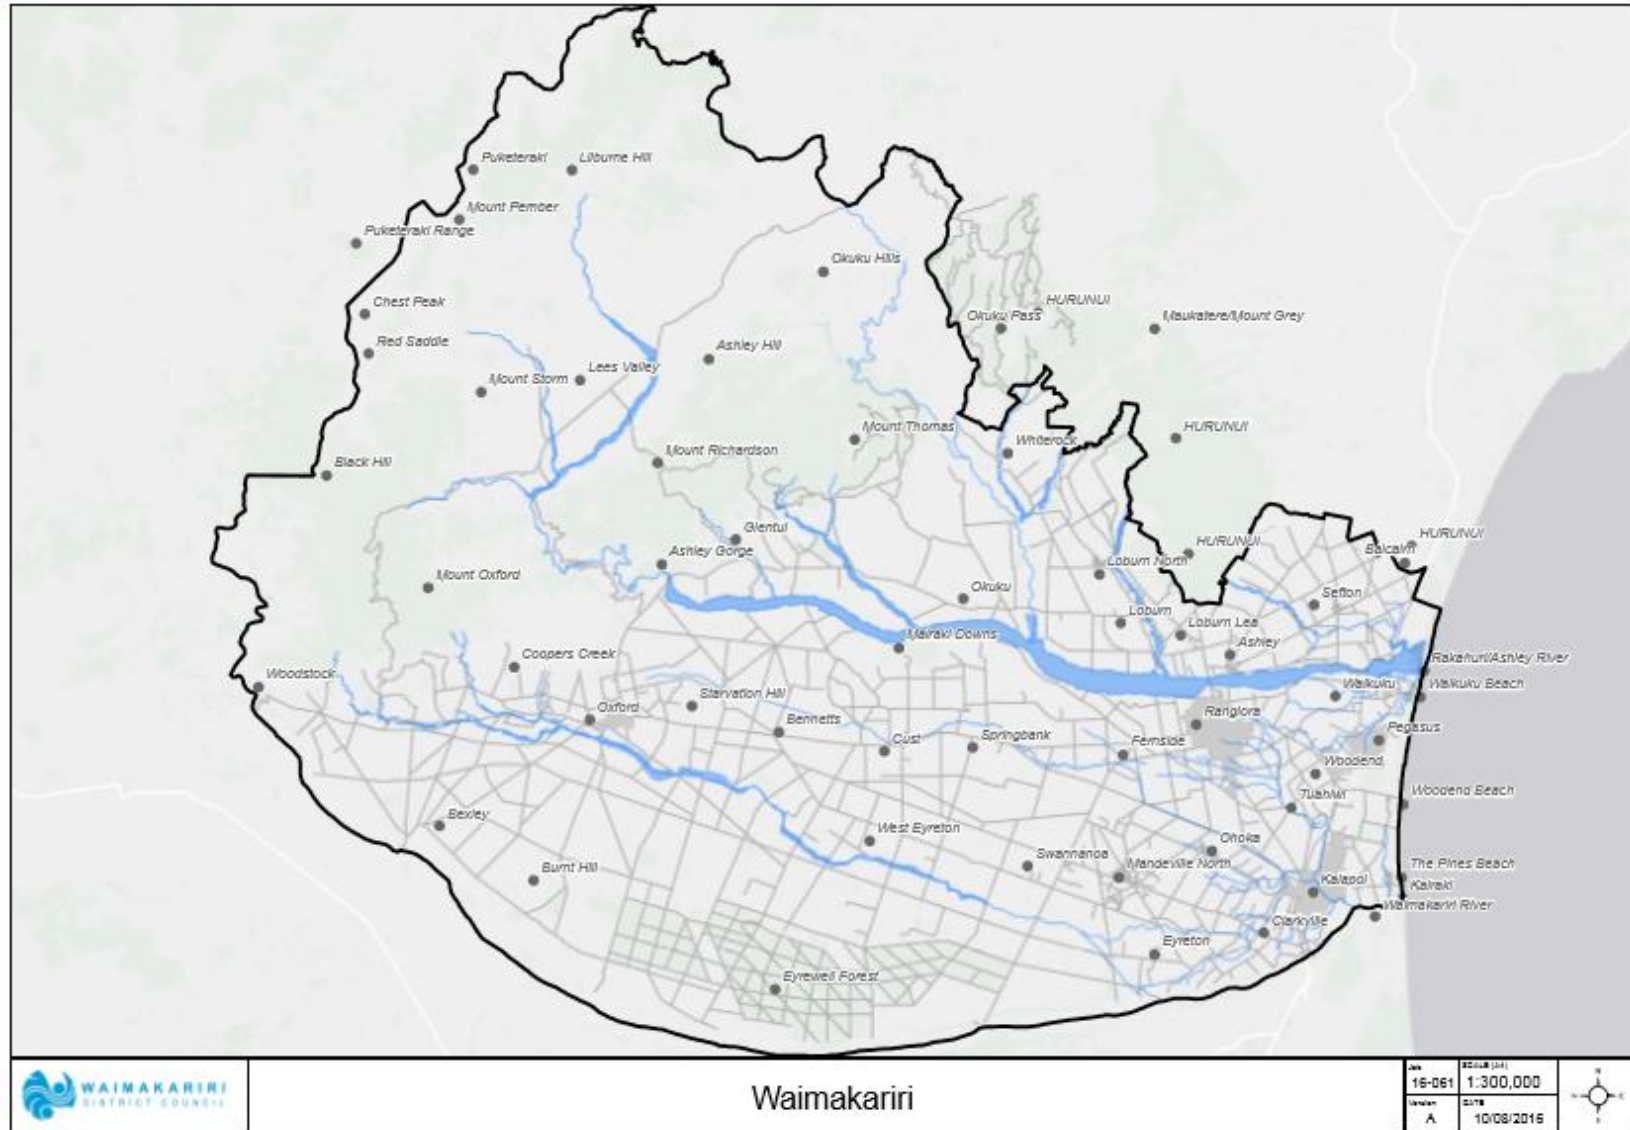 Puketeraki
Lilburne Hill
Mount Pember
Puketeraki Range
Okuku Hills
Chest Peak
HURUNUI
Okuku Pass
Maukatere/Mount Grey
Red Saddle
Ashley Hill
Lees Valley
Mount Storm
Mount Thomas
HURUNUI
Whiterock
Mount Richardson
Black Hill
Glentui
HURUNUI
HURUNUI
Balcairn
Ashley Gorge
Loburn North
Mount Oxford
Okuku
Sefton
Loburn
Loburn Lea
Mairaki Downs
Ashley
Coopers Creek
Rakahuri/Ashley River
Woodstock
Waikuku
Waikuku Beach
Starvation Hill
Oxford
Rangiora
Bennetts
Pegasus
Cust
Springbank
Fernside
Woodend
Tuahiwi
Woodend Beach
Bexley
West Eyreton
Ohoka
Swannanoa
Mandeville North
The Pines Beach
Burnt Hill
Kaiapoi
Kairaki
Waimakariri River
Clarkville
Eyreton
Eyrewell Forest
WAIMAKARIRI
DISTRICT COUNCIL
Waimakariri
Job
16-061
SCALE (A4)
1:300,000
Version
A
DATE
10/08/2016
N